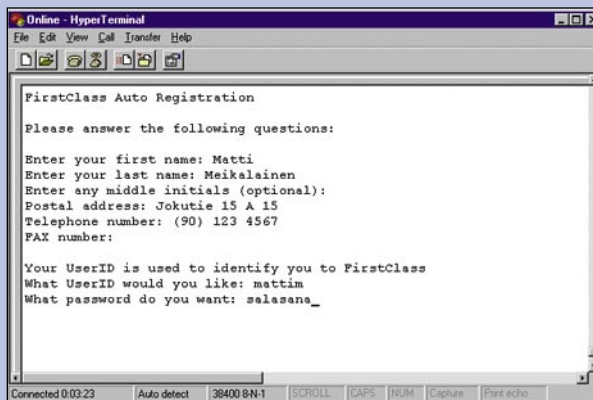 Online - HyperTerminal
File Edit View Call Transfer Help
FirstClass Auto Registration
Please answer the following questions:
Enter your first name: Matti
Enter your last name: Meikalainen
Enter any middle initials (optional):
Postal address: Jokutie 15 A 15
Telephone number: (90) 123 4567
FAX number:
Your UserID is used to identify you to FirstClass
What UserID would you like: mattim
What password do you want: salasana_
Connected 0:03:23 Auto detect 38400 8-N-1 SCROLL CAPS NUM Capture Print echo